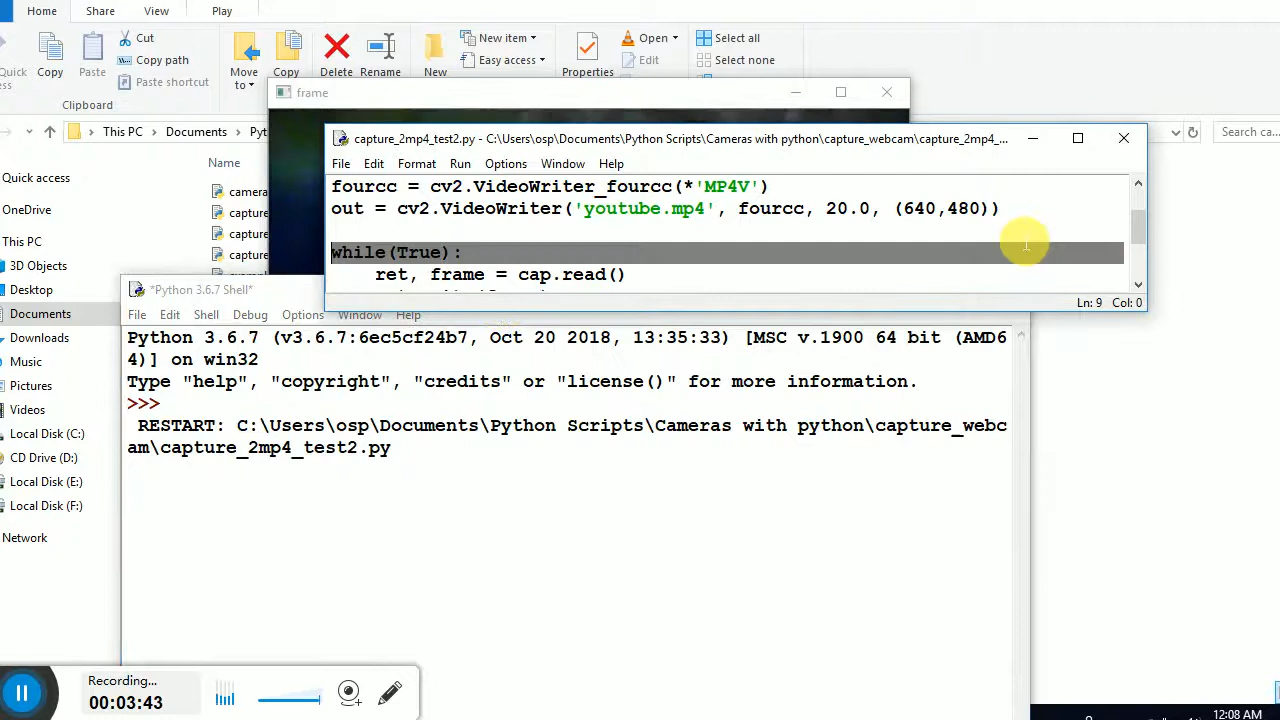 Home Share View Play
Quick
ess
Copy
Paste
Cut
Copy path
Paste shortcut
Clipboard
Move
to
Copy
Delete
Rename
New
New item
Easy access
Properties
Open
Edit
Select all
Select none
This PC
Documents
Search ca...
Name
camera
capture
capture
capture
capture
Quick access
OneDrive
This PC
3D Objects
Desktop
Documents
Downloads
Music
Pictures
Videos
Local Disk (C:)
CD Drive (D:)
Local Disk (E:)
Local Disk (F:)
Network
frame
capture_2mp4_test2.py - C:\Users\osp\Documents\Python Scripts\Cameras with python\capture_webcam\capture_2mp4_...
File Edit Format Run Options Window Help
fourcc = cv2.VideoWriter_fourcc(*'MP4V')
out = cv2.VideoWriter('youtube.mp4', fourcc, 20.0, (640,480))
while(True):
ret, frame = cap.read()
Ln: 9 Col: 0
*Python 3.6.7 Shell*
File Edit Shell Debug Options Window Help
Python 3.6.7 (v3.6.7:6ec5cf24b7, Oct 20 2018, 13:35:33) [MSC v.1900 64 bit (AMD6
4)] on win32
Type "help", "copyright", "credits" or "license()" for more information.
>>>
RESTART: C:\Users\osp\Documents\Python Scripts\Cameras with python\capture_webc
am\capture_2mp4_test2.py
Recording...
00:03:43
12:08 AM